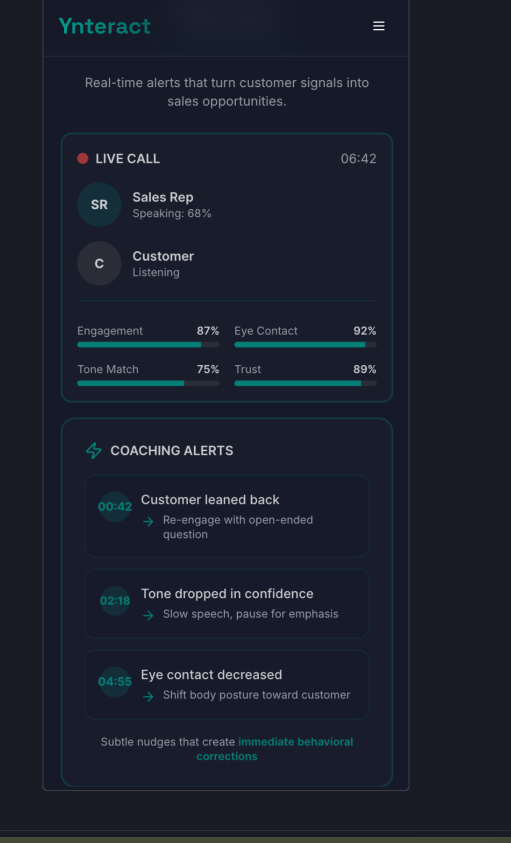 Ynteract
Real-time alerts that turn customer signals into
sales opportunities.
LIVE CALL
06:42
SR
Sales Rep
Speaking: 68%
C
Customer
Listening
Engagement 87%
Eye Contact 92%
Tone Match 75%
Trust 89%
COACHING ALERTS
00:42
Customer leaned back
→ Re-engage with open-ended
question
02:18
Tone dropped in confidence
→ Slow speech, pause for emphasis
04:55
Eye contact decreased
→ Shift body posture toward customer
Subtle nudges that create immediate behavioral
corrections